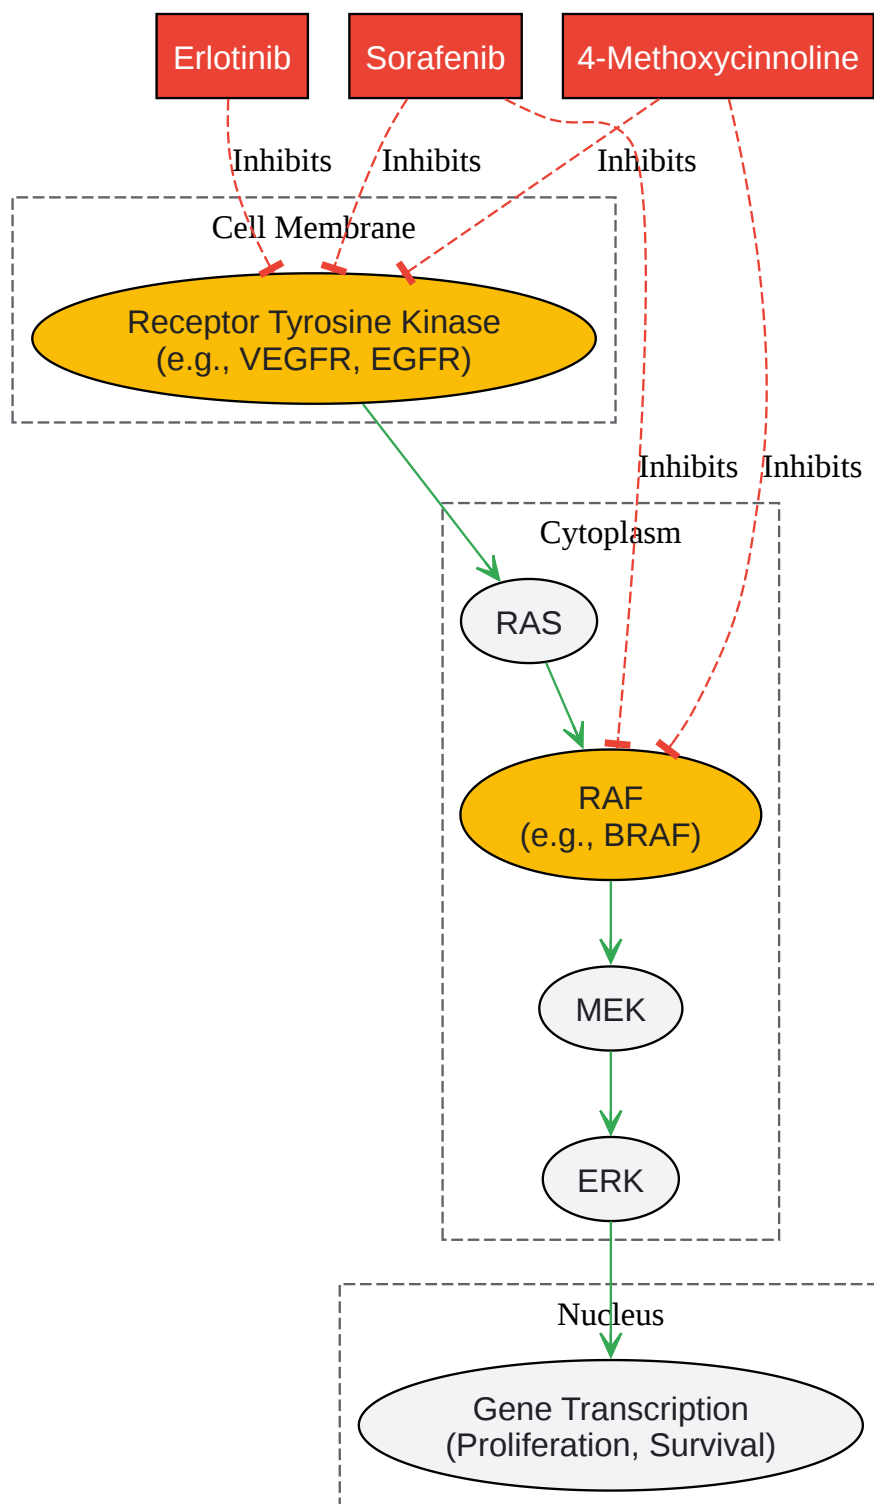 Erlotinib
Sorafenib
4-Methoxycinnoline
Inhibits
Inhibits
Inhibits
Cell Membrane
Receptor Tyrosine Kinase
(e.g., VEGFR, EGFR)
Inhibits
Inhibits
Cytoplasm
RAS
RAF
(e.g., BRAF)
MEK
ERK
Nucleus
Gene Transcription
(Proliferation, Survival)